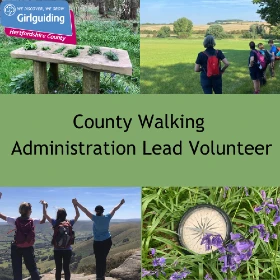 WE DISCOVER, WE GROW
Girlguiding
Hertfordshire County
County Walking
Administration Lead Volunteer